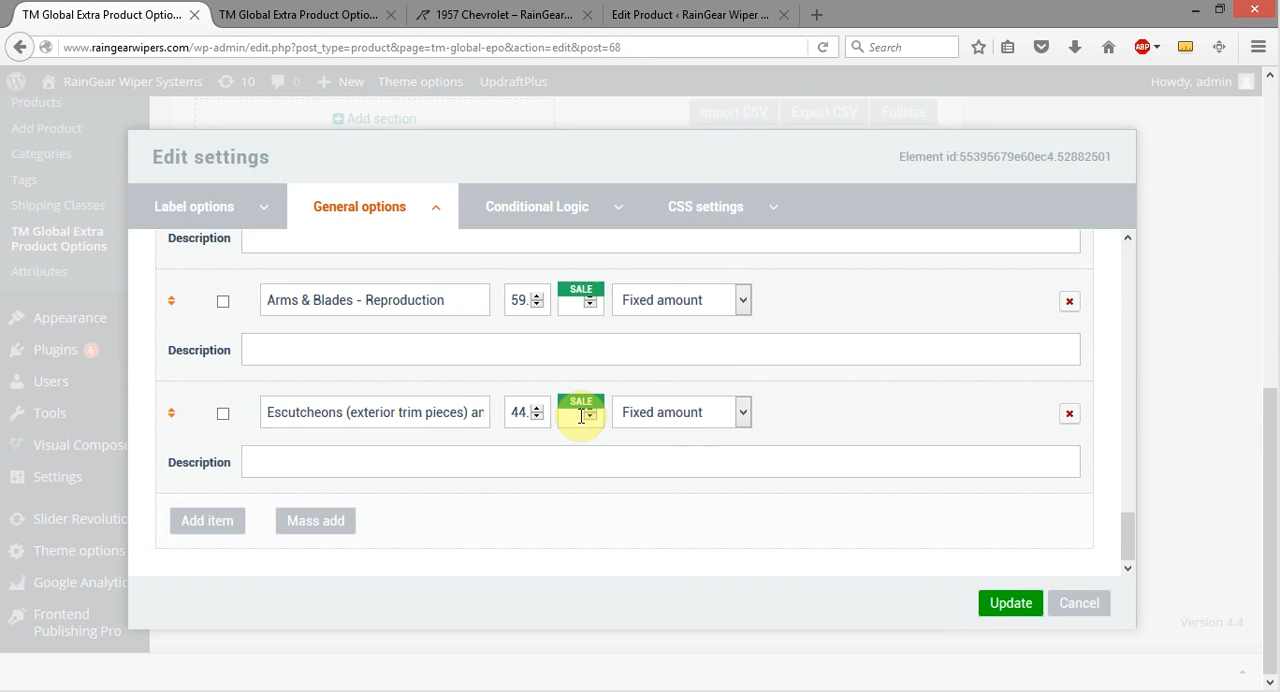 TM Global Extra Product Optio...
TM Global Extra Product Optio...
1957 Chevrolet – RainGear...
Edit Product ‹ RainGear Wiper ...
www.raingearwipers.com/wp-admin/edit.php?post_type=product&page=tm-global-epo&action=edit&post=68
Search
ABP
RainGear Wiper Systems
10
0
New
Theme options
UpdraftPlus
Howdy, admin
Products
Add Product
Categories
Tags
Shipping Classes
TM Global Extra
Product Options
Attributes
Appearance
Plugins 6
Users
Tools
Visual Compose
Settings
Slider Revolutio
Theme options
Google Analytic
Frontend
Publishing Pro
Add section
Import CSV
Export CSV
Fullsize
Edit settings
Element id:55395679e60ec4.52882501
Label options
General options
Conditional Logic
CSS settings
Description
Arms & Blades - Reproduction
59.
SALE
Fixed amount
Description
Escutcheons (exterior trim pieces) an
44.
SALE
Fixed amount
Description
Add item
Mass add
Update
Cancel
Version 4.4